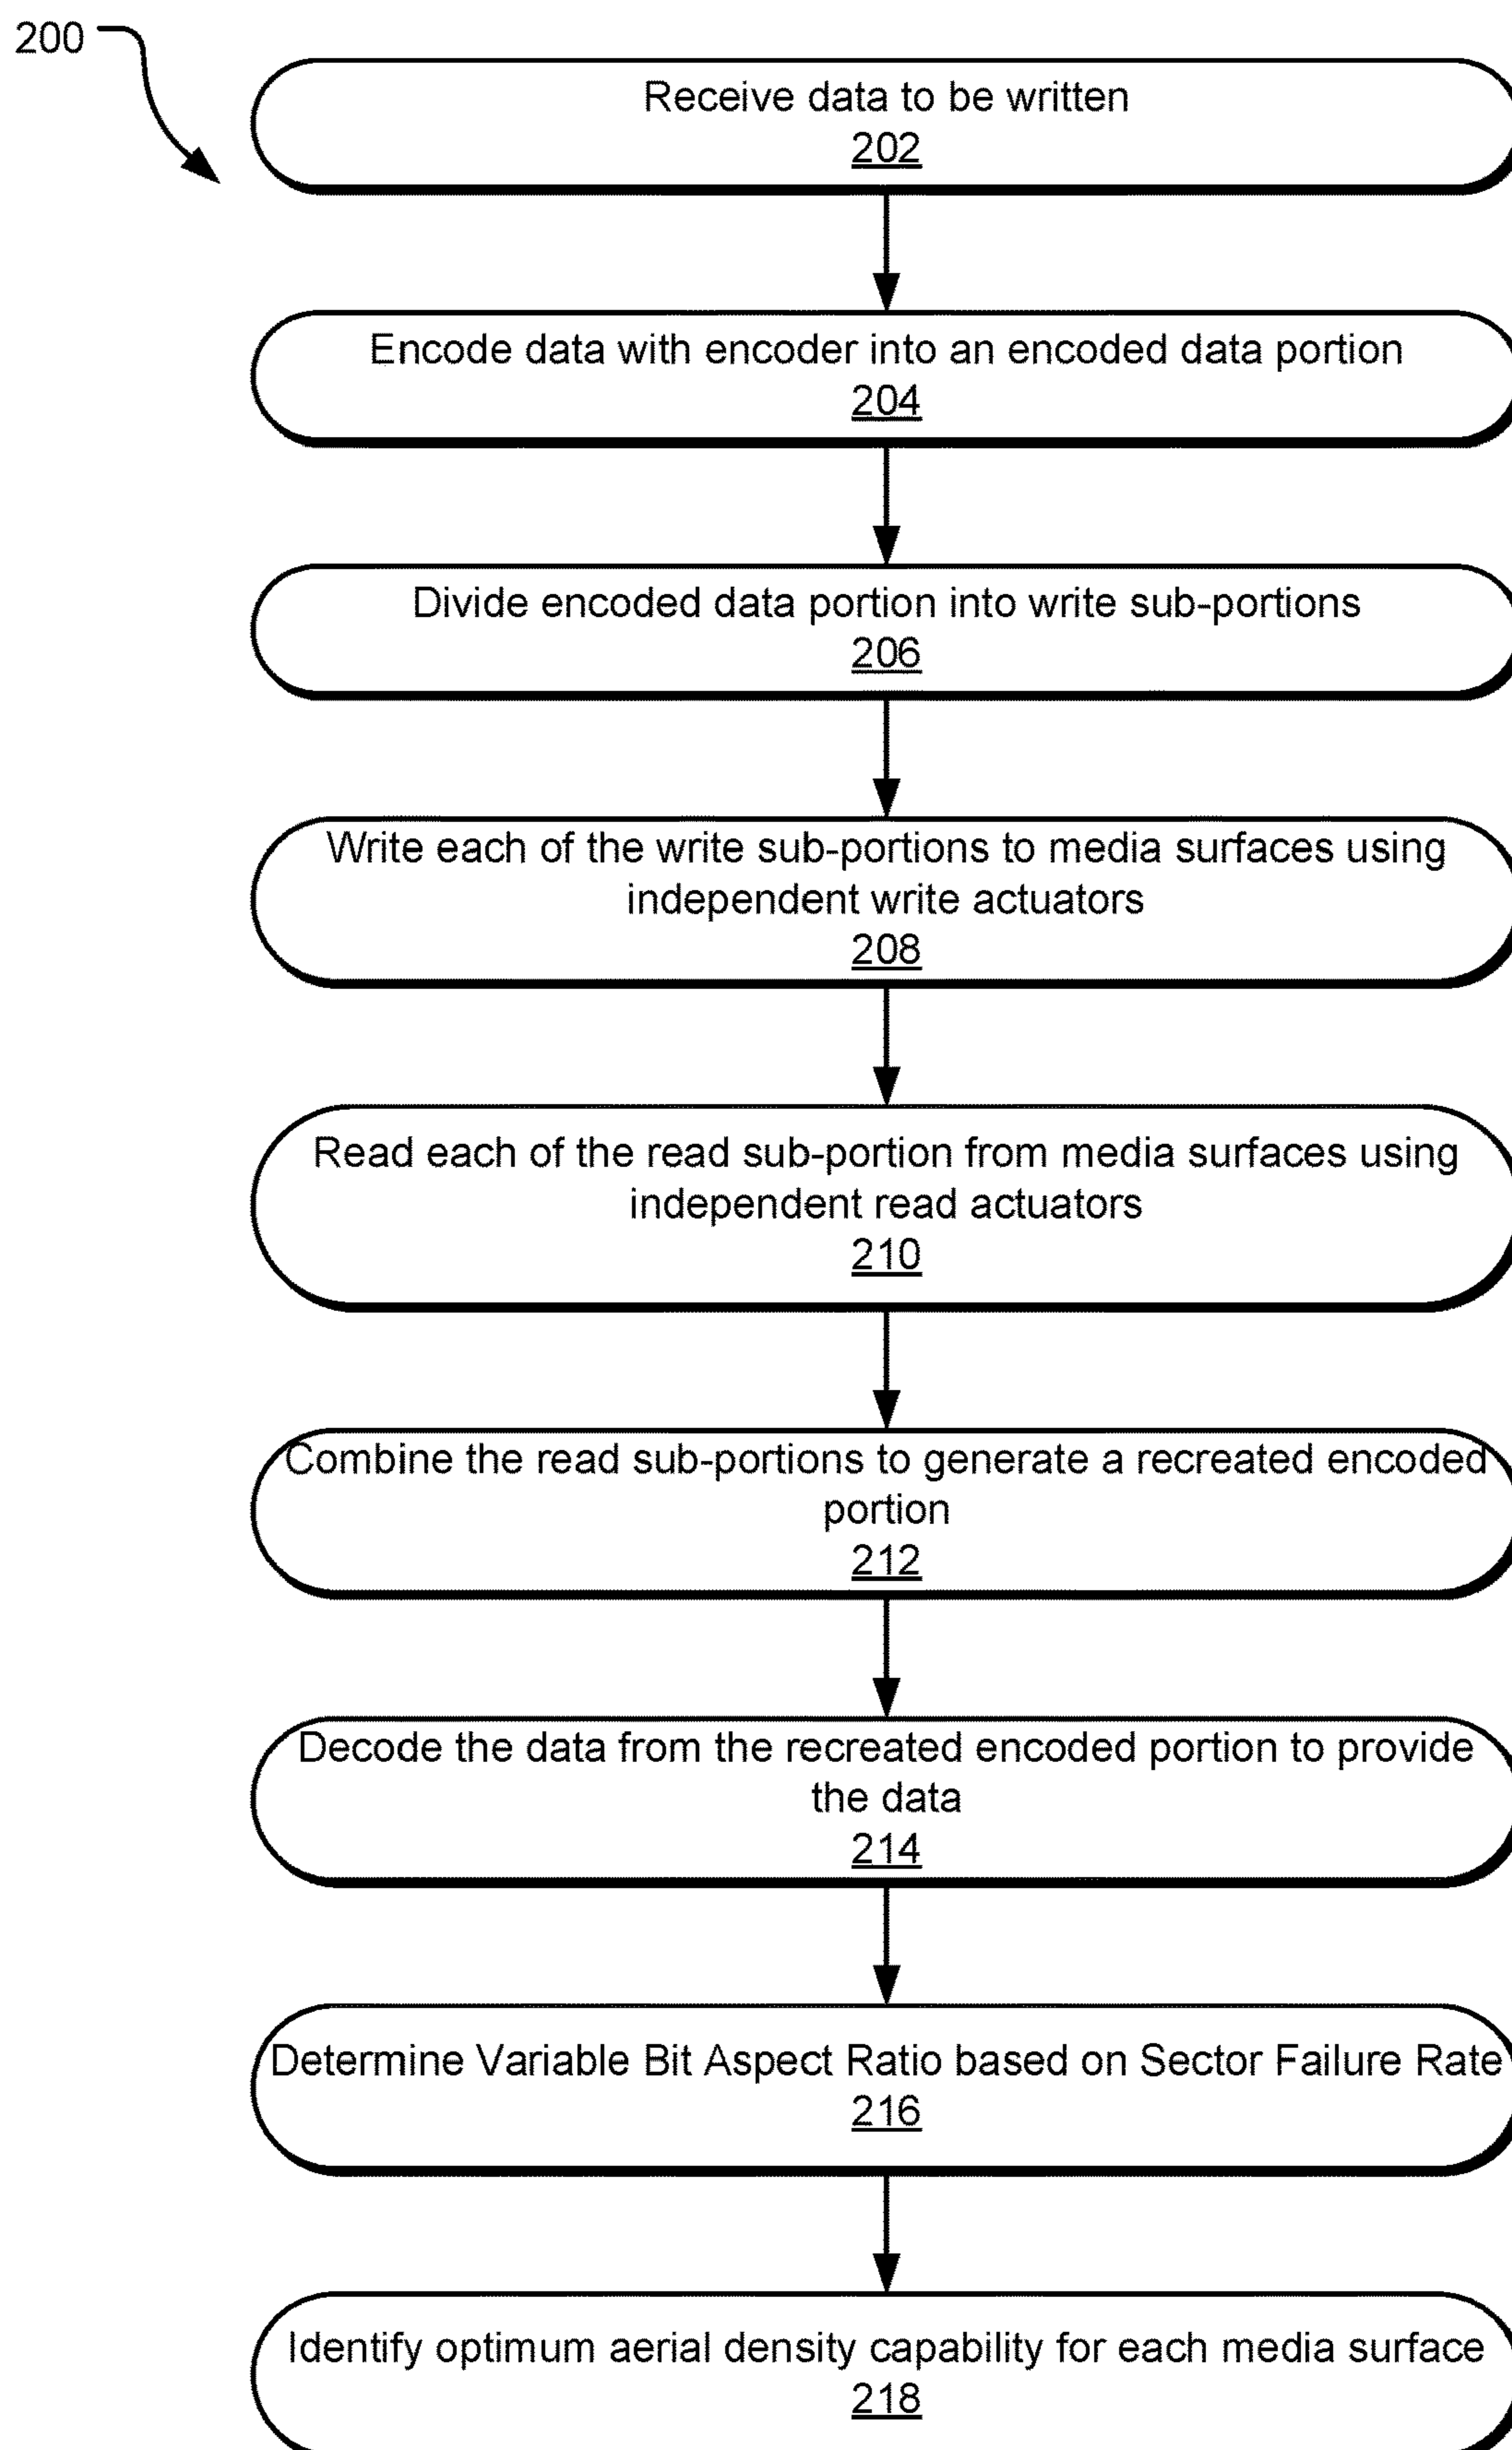 200
Receive data to be written
202
Encode data with encoder into an encoded data portion
204
Divide encoded data portion into write sub-portions
206
Write each of the write sub-portions to media surfaces using
independent write actuators
208
Read each of the read sub-portion from media surfaces using
independent read actuators
210
Combine the read sub-portions to generate a recreated encoded
portion
212
Decode the data from the recreated encoded portion to provide
the data
214
Determine Variable Bit Aspect Ratio based on Sector Failure Rate
216
Identify optimum aerial density capability for each media surface
218